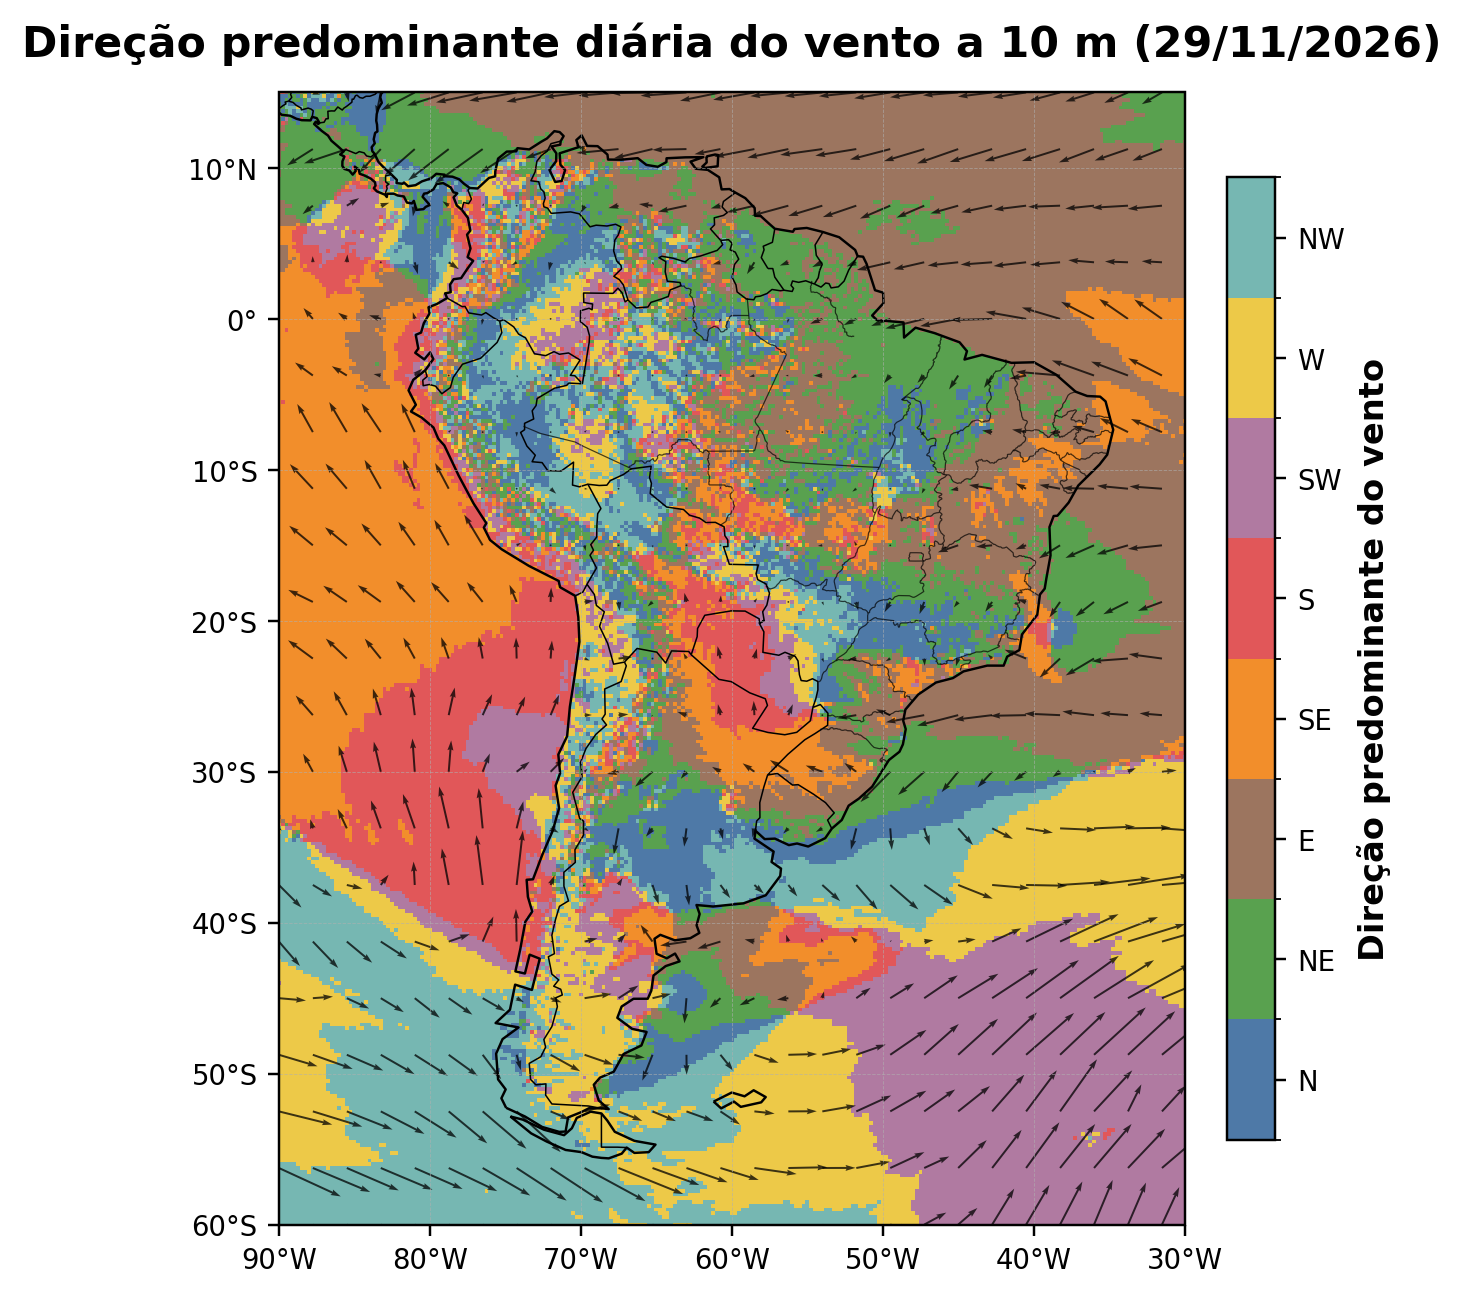 Direção predominante diária do vento a 10 m (29/11/2026)
10°N
0°
10°S
20°S
30°S
40°S
50°S
60°S
90°W
80°W
70°W
60°W
50°W
40°W
30°W
NW
W
SW
S
SE
E
NE
N
Direção predominante do vento